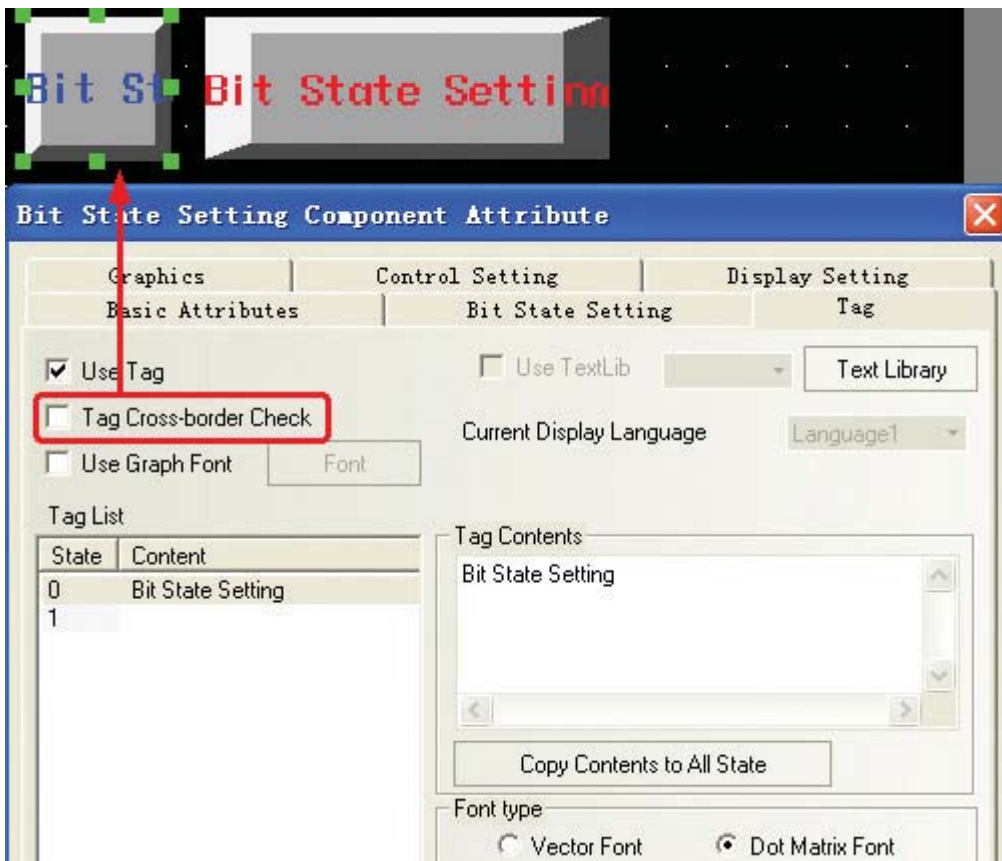 Bit St Bit State Settin
Bit State Setting Component Attribute
Graphics Control Setting Display Setting
Basic Attributes Bit State Setting Tag
Use Tag Use TextLib Text Library
Tag Cross-border Check Current Display Language Language1
Use Graph Font Font
Tag List Tag Contents
State Content Bit State Setting
0 Bit State Setting
1
Copy Contents to All State
Font type
Vector Font Dot Matrix Font